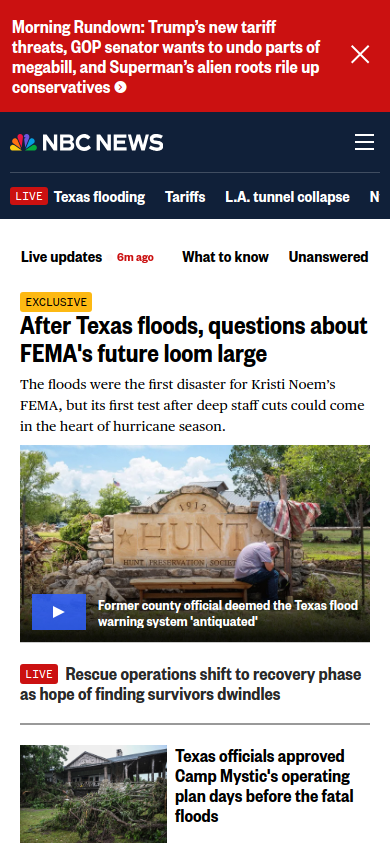 Morning Rundown: Trump's new tariff
threats, GOP senator wants to undo parts of
megabill, and Superman's alien roots rile up
conservatives
NBC NEWS
LIVE Texas flooding Tariffs L.A. tunnel collapse N
Live updates 6m ago What to know Unanswered
EXCLUSIVE
After Texas floods, questions about
FEMA's future loom large
The floods were the first disaster for Kristi Noem's
FEMA, but its first test after deep staff cuts could come
in the heart of hurricane season.
1912
HUNT
HUNT PRESERVATION SOCIETY
Former county official deemed the Texas flood
warning system 'antiquated'
LIVE Rescue operations shift to recovery phase
as hope of finding survivors dwindles
Texas officials approved
Camp Mystic's operating
plan days before the fatal
floods